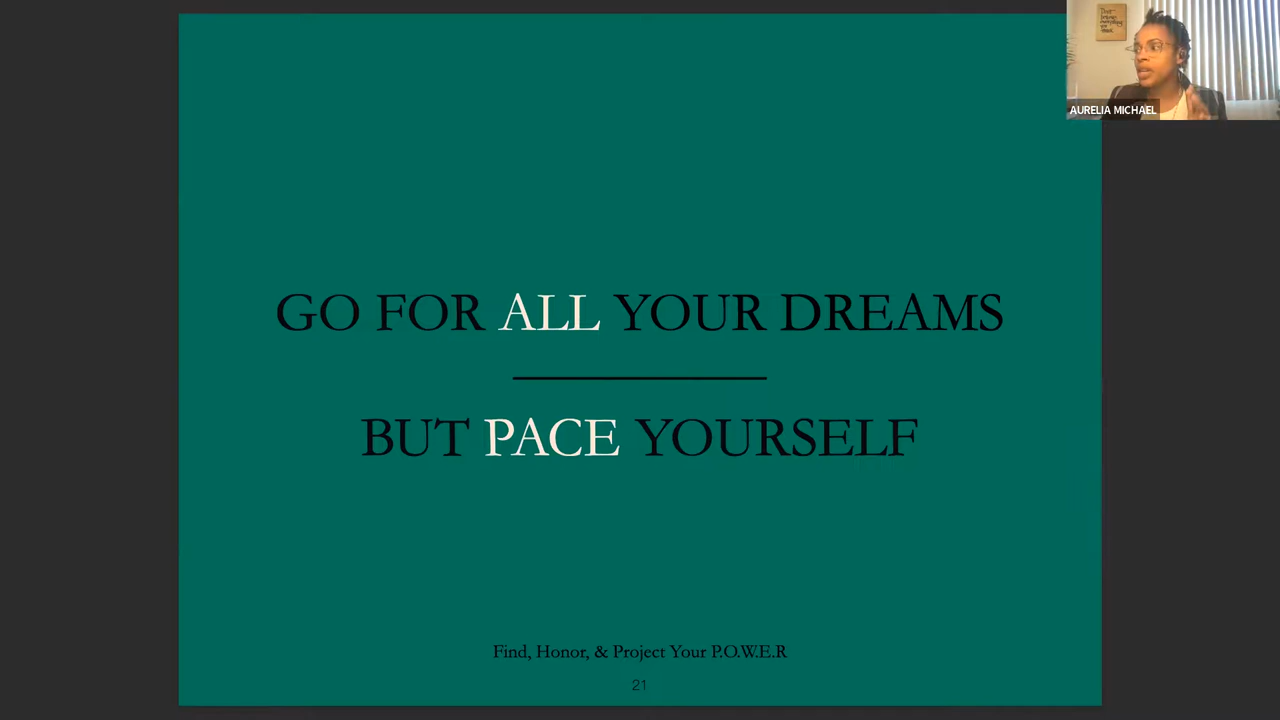 AURELIA MICHAEL
GO FOR ALL YOUR DREAMS
BUT PACE YOURSELF
Find, Honor, & Project Your P.O.W.E.R
21